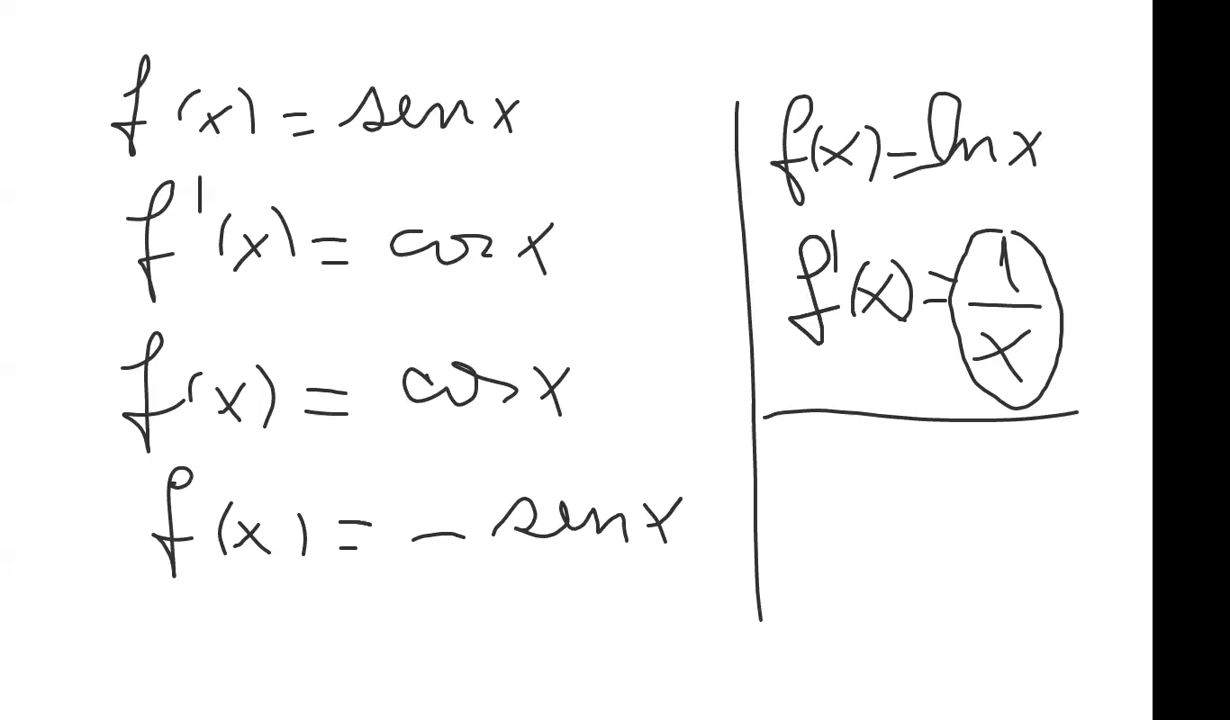 f(x) = sen x
f'(x) = cos x
f(x) = cos x
f(x) = - sen x
f(x) = ln x
f'(x) = 1/x